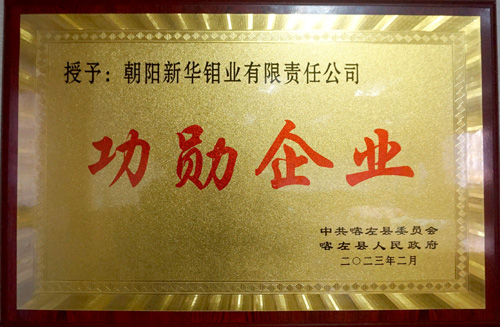 授予：朝阳新华钼业有限责任公司
功勋企业
中共喀左县委员会
喀左县人民政府
二〇二三年二月